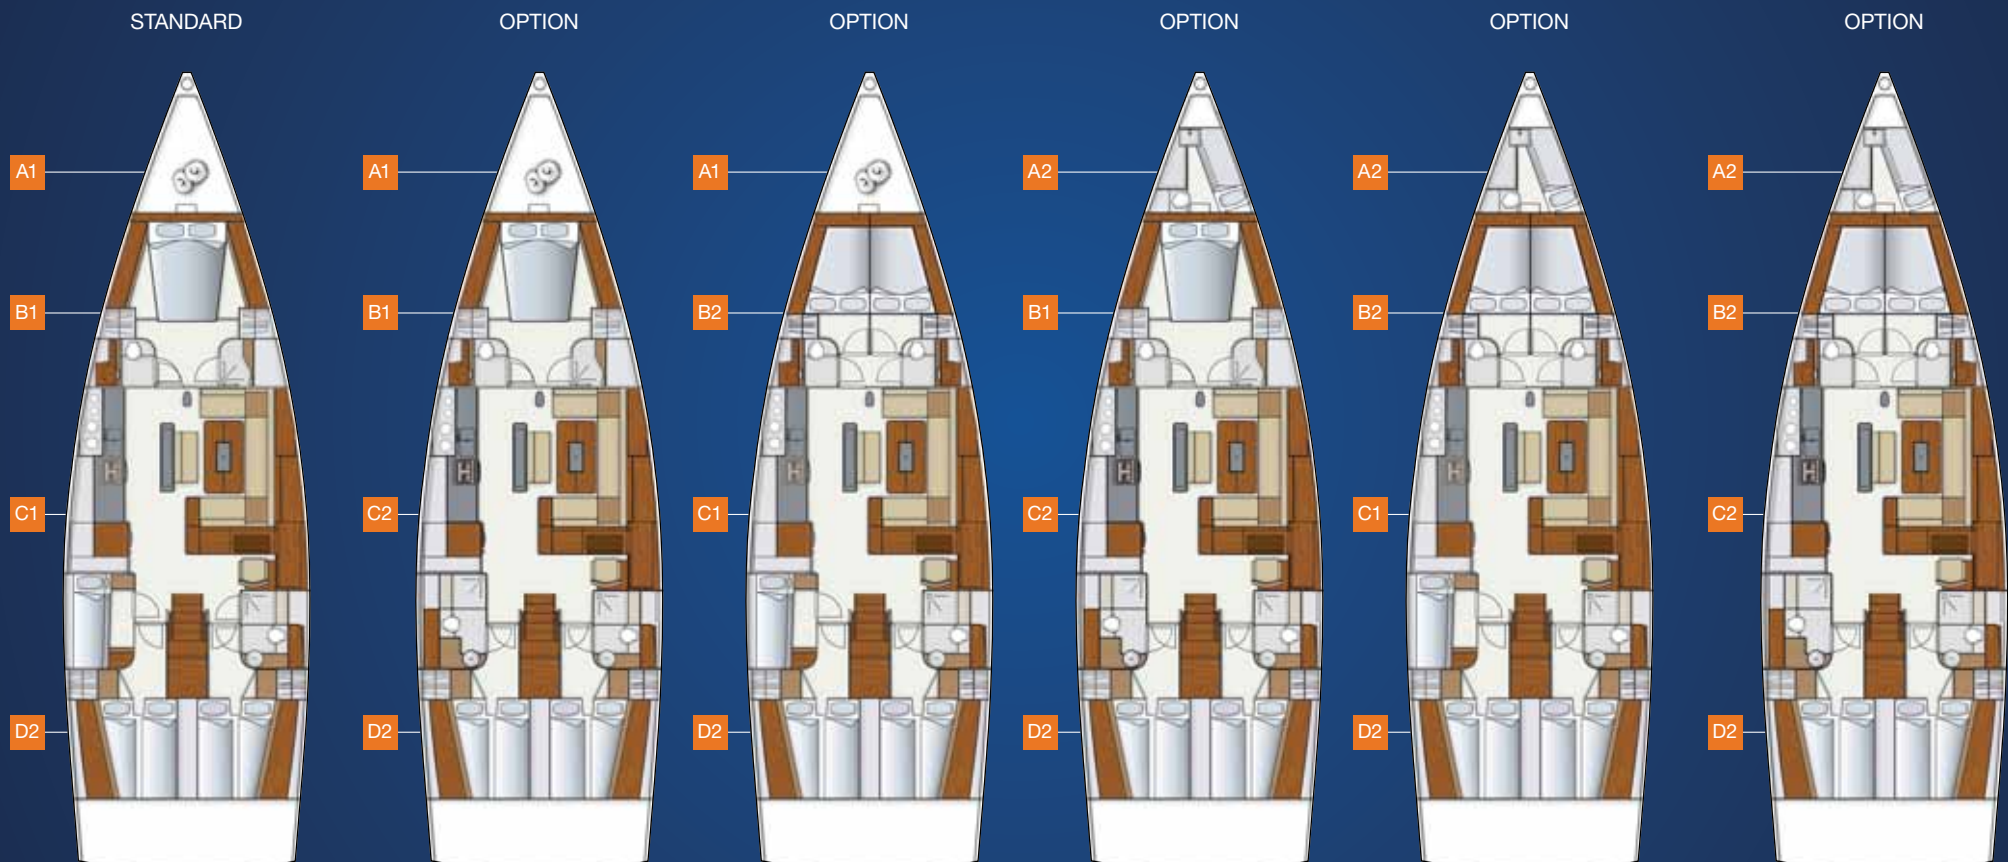 STANDARD OPTION OPTION OPTION OPTION OPTION
A1 A1 A1 A2 A2 A2
B1 B1 B2 B1 B2 B2
C1 C2 C1 C2 C1 C2
D2 D2 D2 D2 D2 D2